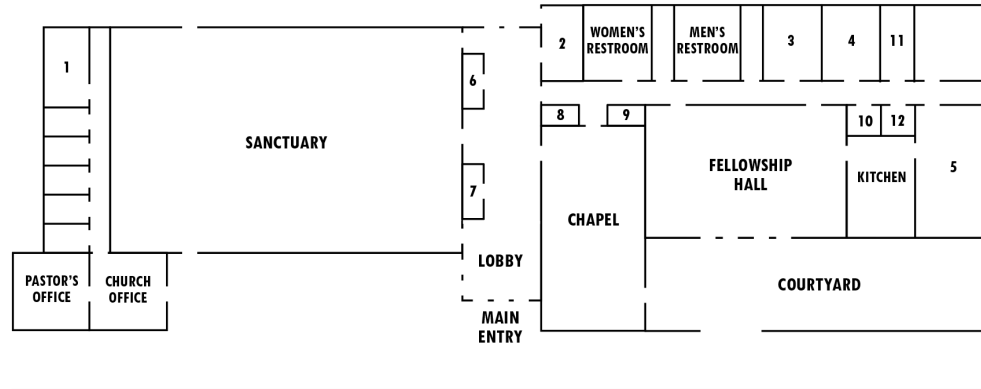 1
2
WOMEN'S
RESTROOM
MEN'S
RESTROOM
3
4
11
6
8
9
10
12
SANCTUARY
FELLOWSHIP
HALL
KITCHEN
5
7
CHAPEL
LOBBY
PASTOR'S
OFFICE
CHURCH
OFFICE
COURTYARD
MAIN
ENTRY